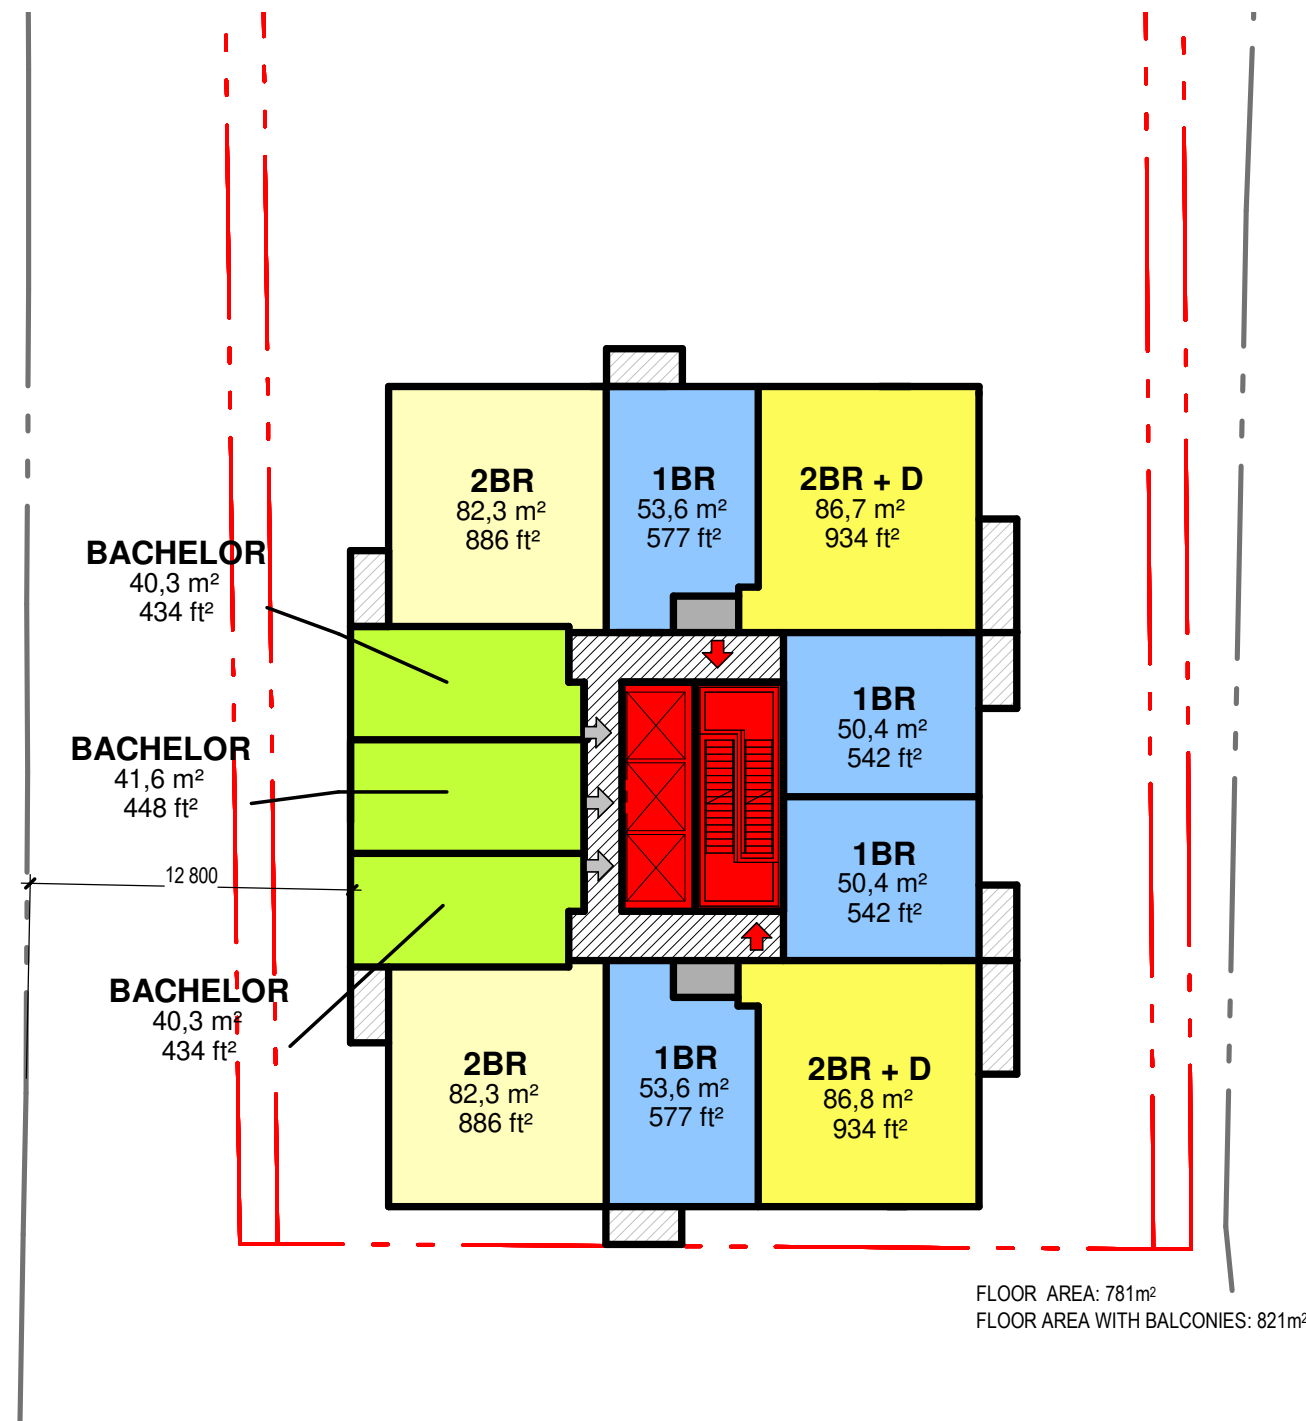 2BR
82,3 m²
886 ft²
1BR
53,6 m²
577 ft²
2BR + D
86,7 m²
934 ft²
BACHELOR
40,3 m²
434 ft²
1BR
50,4 m²
542 ft²
BACHELOR
41,6 m²
448 ft²
1BR
50,4 m²
542 ft²
12 800
BACHELOR
40,3 m²
434 ft²
2BR
82,3 m²
886 ft²
1BR
53,6 m²
577 ft²
2BR + D
86,8 m²
934 ft²
FLOOR AREA: 781m²
FLOOR AREA WITH BALCONIES: 821m²